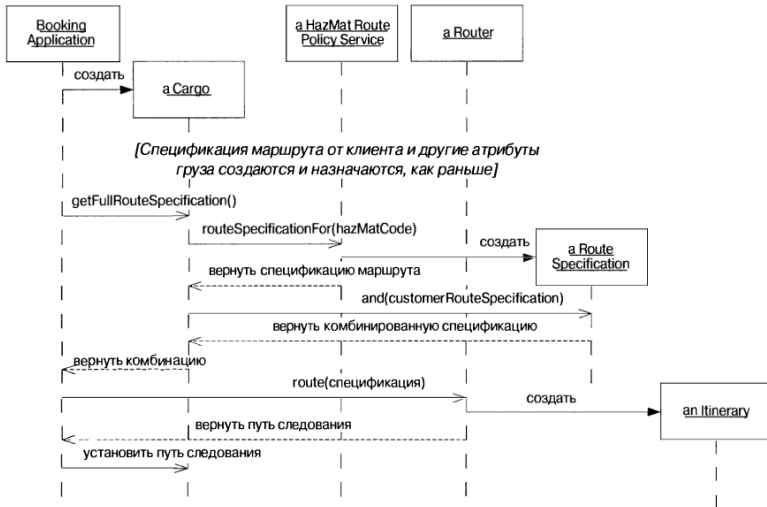 Booking
Application
a HazMat Route
Policy Service
a Router
создать
a Cargo
[Спецификация маршрута от клиента и другие атрибуты
груза создаются и назначаются, как раньше]
getFullRouteSpecification()
routeSpecificationFor(hazMatCode)
создать
a Route
Specification
вернуть спецификацию маршрута
and(customerRouteSpecification)
вернуть комбинированную спецификацию
вернуть комбинацию
route(спецификация)
создать
an Itinerary
вернуть путь следования
установить путь следования